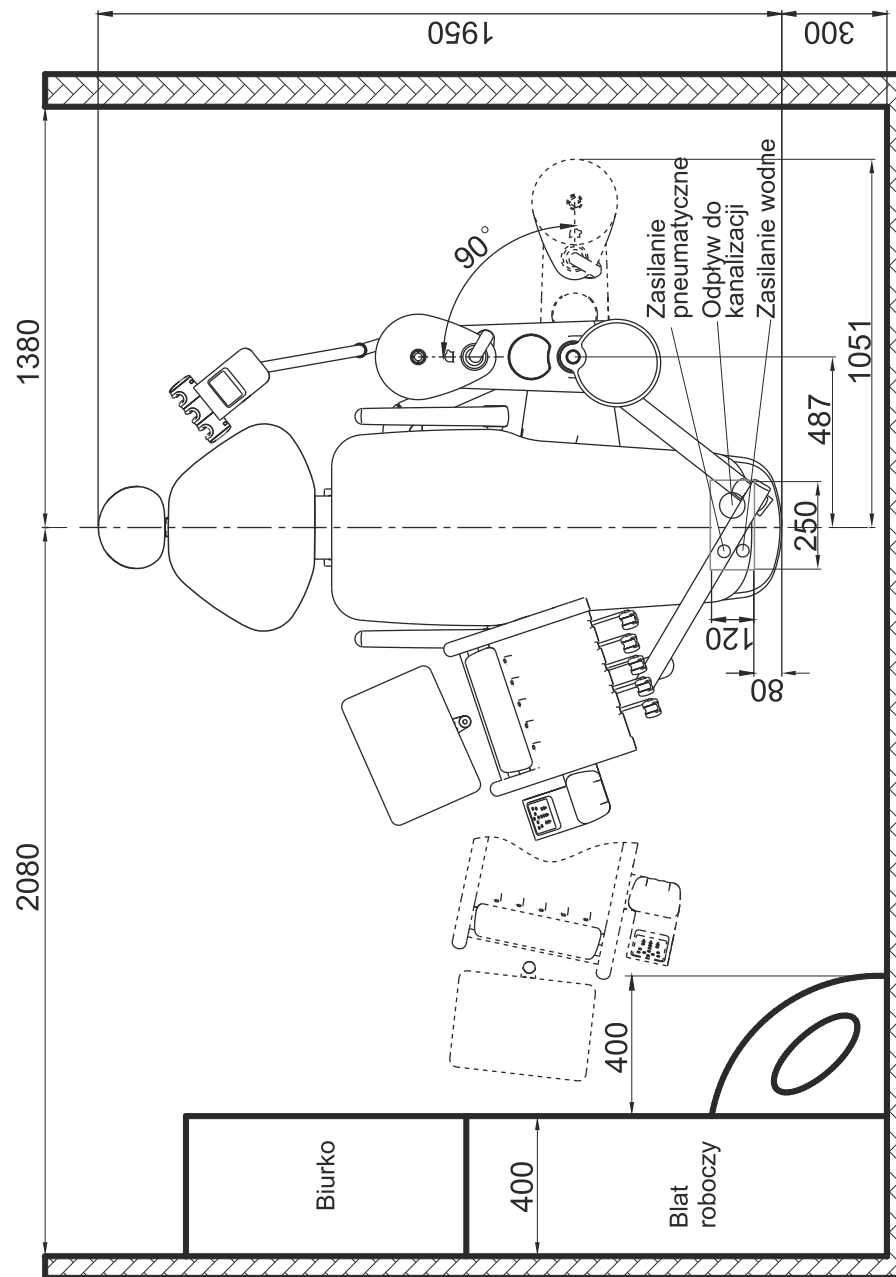 1950
300
1380
2080
90°
Zasilanie
pneumatyczne
Odpływ do
kanalizacji
Zasilanie wodne
1051
487
250
120
80
400
400
Biurko
Blat
roboczy